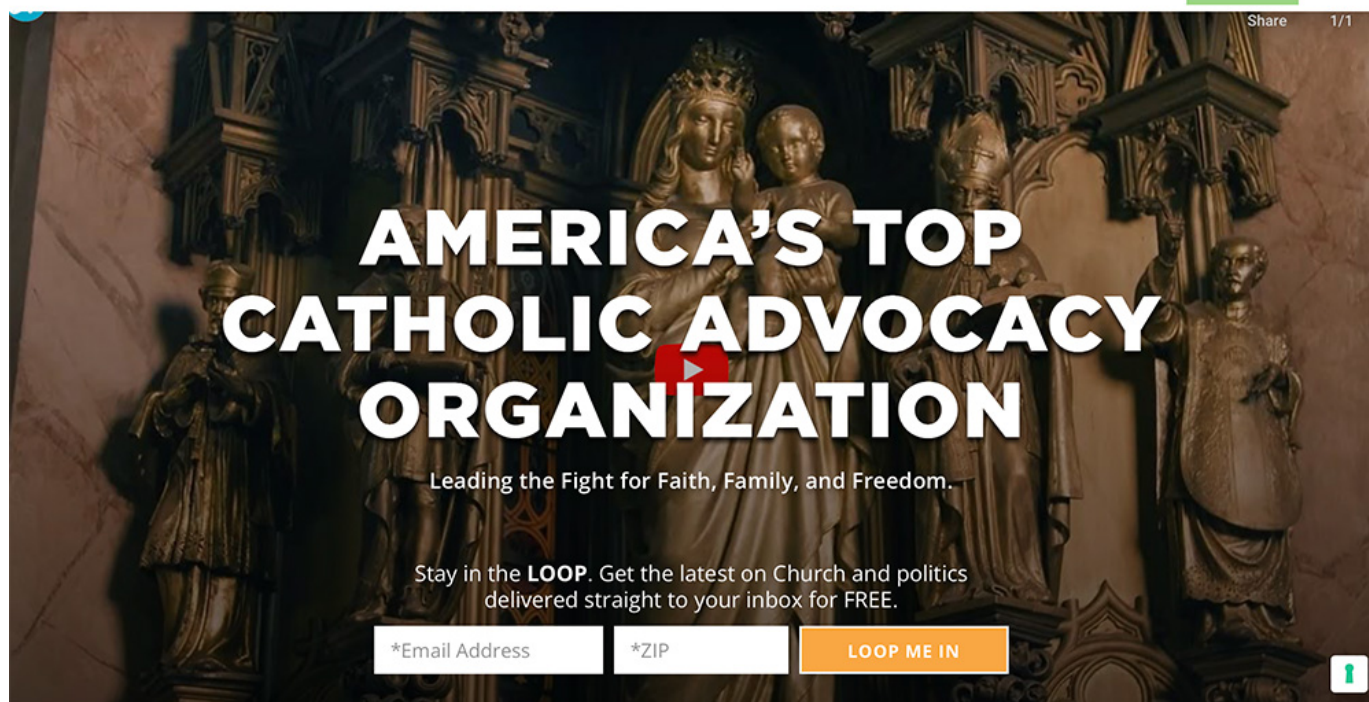 Share 1/1
AMERICA'S TOP
CATHOLIC ADVOCACY
ORGANIZATION
Leading the Fight for Faith, Family, and Freedom.
Stay in the LOOP. Get the latest on Church and politics
delivered straight to your inbox for FREE.
*Email Address *ZIP LOOP ME IN